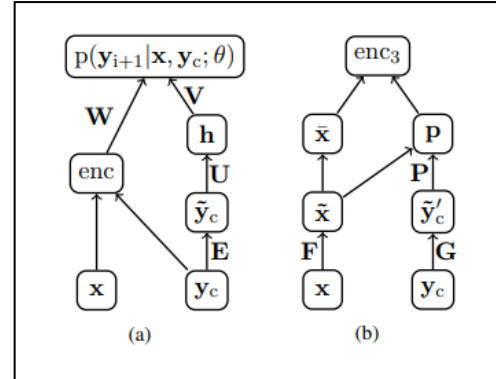 p(y_{i+1}|x, y_c; θ) enc_3
W V
x̄ p
h
enc U P
ỹ_c x̃ ỹ′_c
E F G
x y_c x y_c
(a) (b)